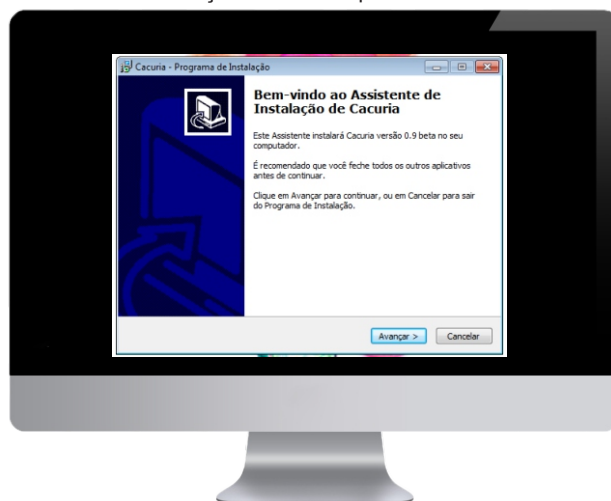 Cacuria - Programa de Instalação
Bem-vindo ao Assistente de
Instalação de Cacuria
Este Assistente instalará Cacuria versão 0.9 beta no seu
computador.
É recomendado que você feche todos os outros aplicativos
antes de continuar.
Clique em Avançar para continuar, ou em Cancelar para sair
do Programa de Instalação.
Avançar >
Cancelar